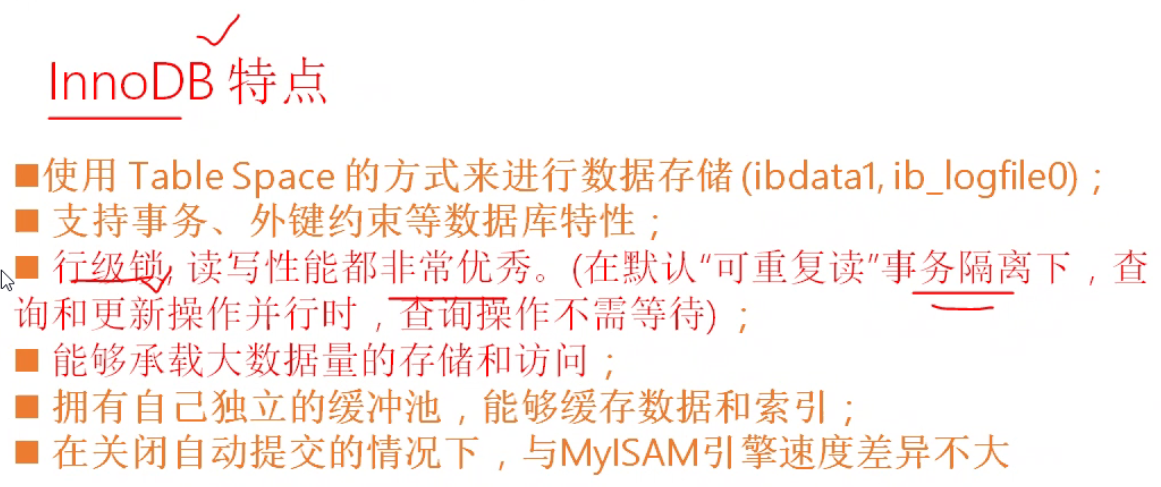 InnoDB 特点
■使用 Table Space 的方式来进行数据存储 (ibdata1, ib_logfile0)；
■ 支持事务、外键约束等数据库特性；
■ 行级锁, 读写性能都非常优秀。(在默认“可重复读”事务隔离下，查
询和更新操作并行时，查询操作不需等待) ；
■ 能够承载大数据量的存储和访问；
■ 拥有自己独立的缓冲池，能够缓存数据和索引；
■ 在关闭自动提交的情况下，与MyISAM引擎速度差异不大